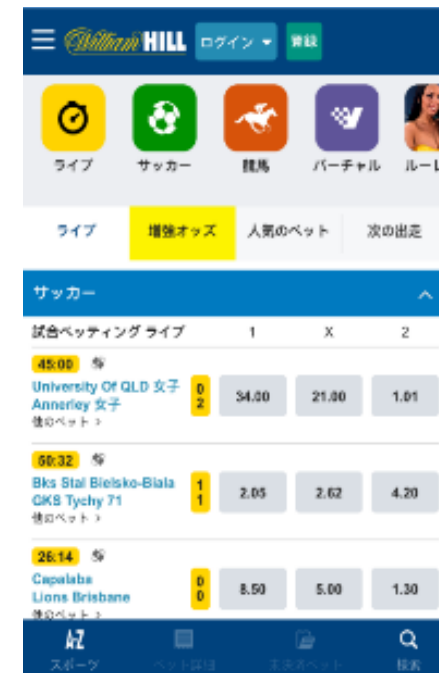 William HILL ログイン 登録
ライブ サッカー 競馬 バーチャル ルーレ
ライブ 増強オッズ 人気のベット 次の出走
サッカー
試合ベッティング ライブ 1 X 2
45:00
University Of QLD 女子 0 34.00 21.00 1.01
Annerley 女子 2
他のベット >
60:32
Bks Stal Bielsko-Biala 1 2.05 2.62 4.20
GKS Tychy 71 1
他のベット >
26:14
Capalaba 0 8.50 5.00 1.30
Lions Brisbane 0
他のベット >
A-Z
スポーツ ベット詳細 未決済ベット 検索